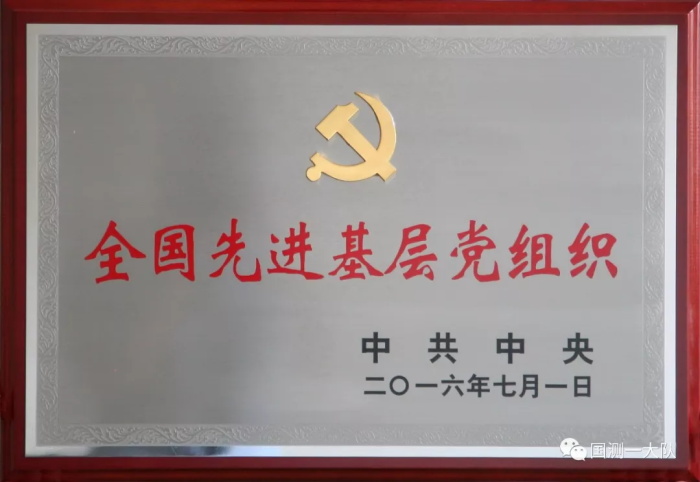 全国先进基层党组织
中共中央
二〇一六年七月一日
国测一大队